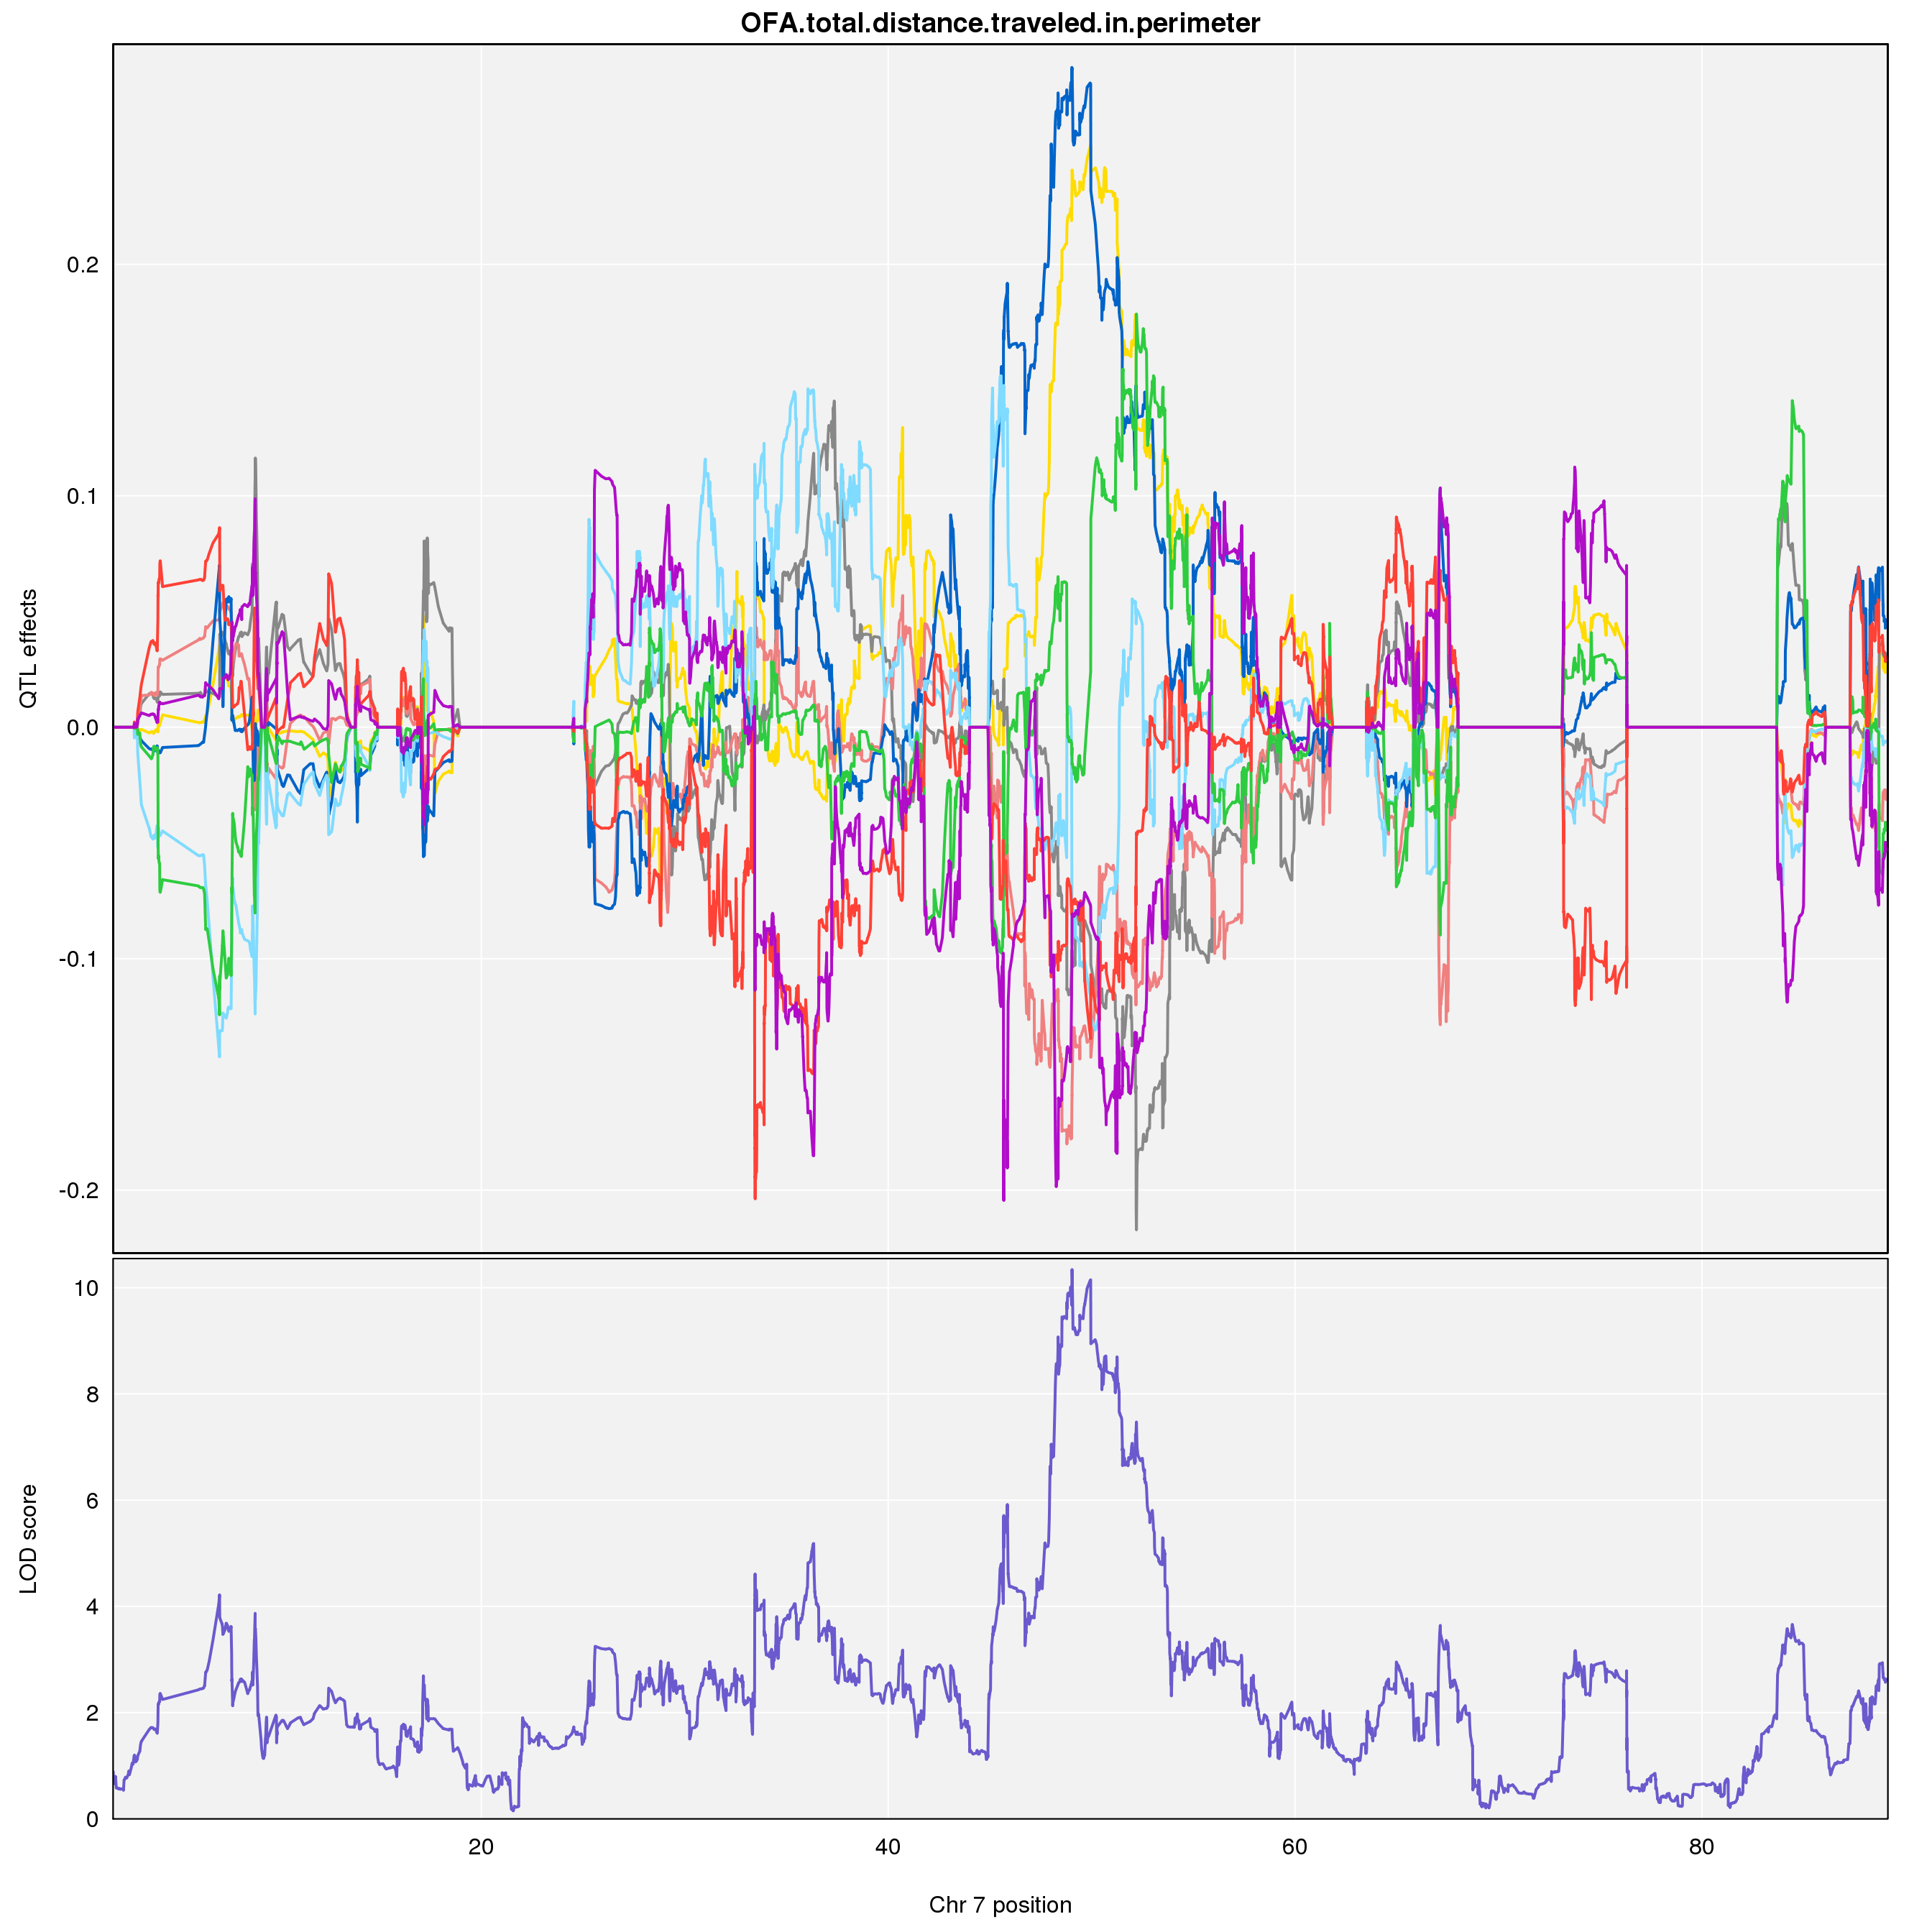 OFA.total.distance.traveled.in.perimeter
QTL effects
0.2
0.1
0.0
-0.1
-0.2
LOD score
10
8
6
4
2
0
20 40 60 80
Chr 7 position